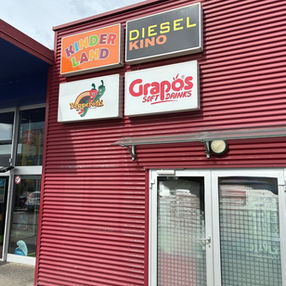 KINDER
LAND
DIESEL
KINO
Grapos
SOFT DRINKS